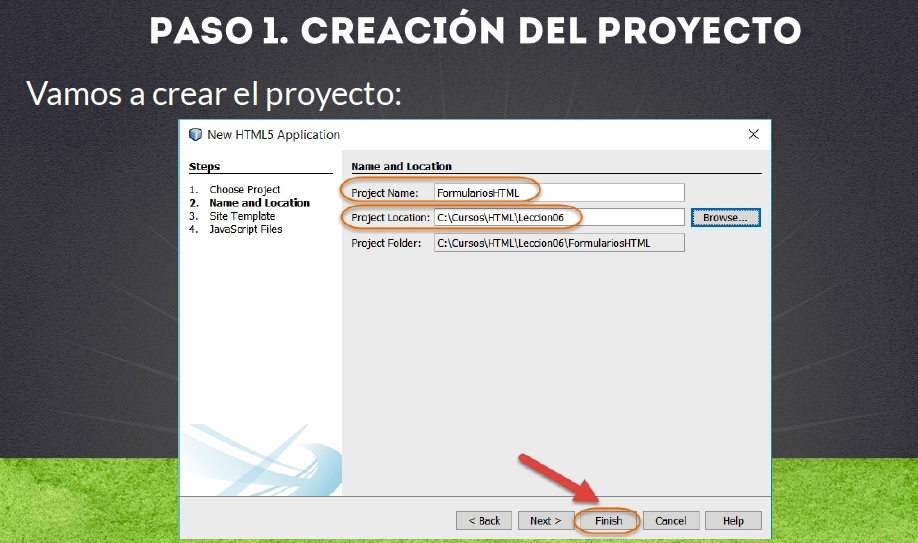 PASO 1. CREACIÓN DEL PROYECTO
Vamos a crear el proyecto:
New HTML5 Application
Steps
1. Choose Project
2. Name and Location
3. Site Template
4. JavaScript Files
Name and Location
Project Name: FormulariosHTML
Project Location: C:\Cursos\HTML\Leccion06 Browse...
Project Folder: C:\Cursos\HTML\Leccion06\FormulariosHTML
< Back Next > Finish Cancel Help